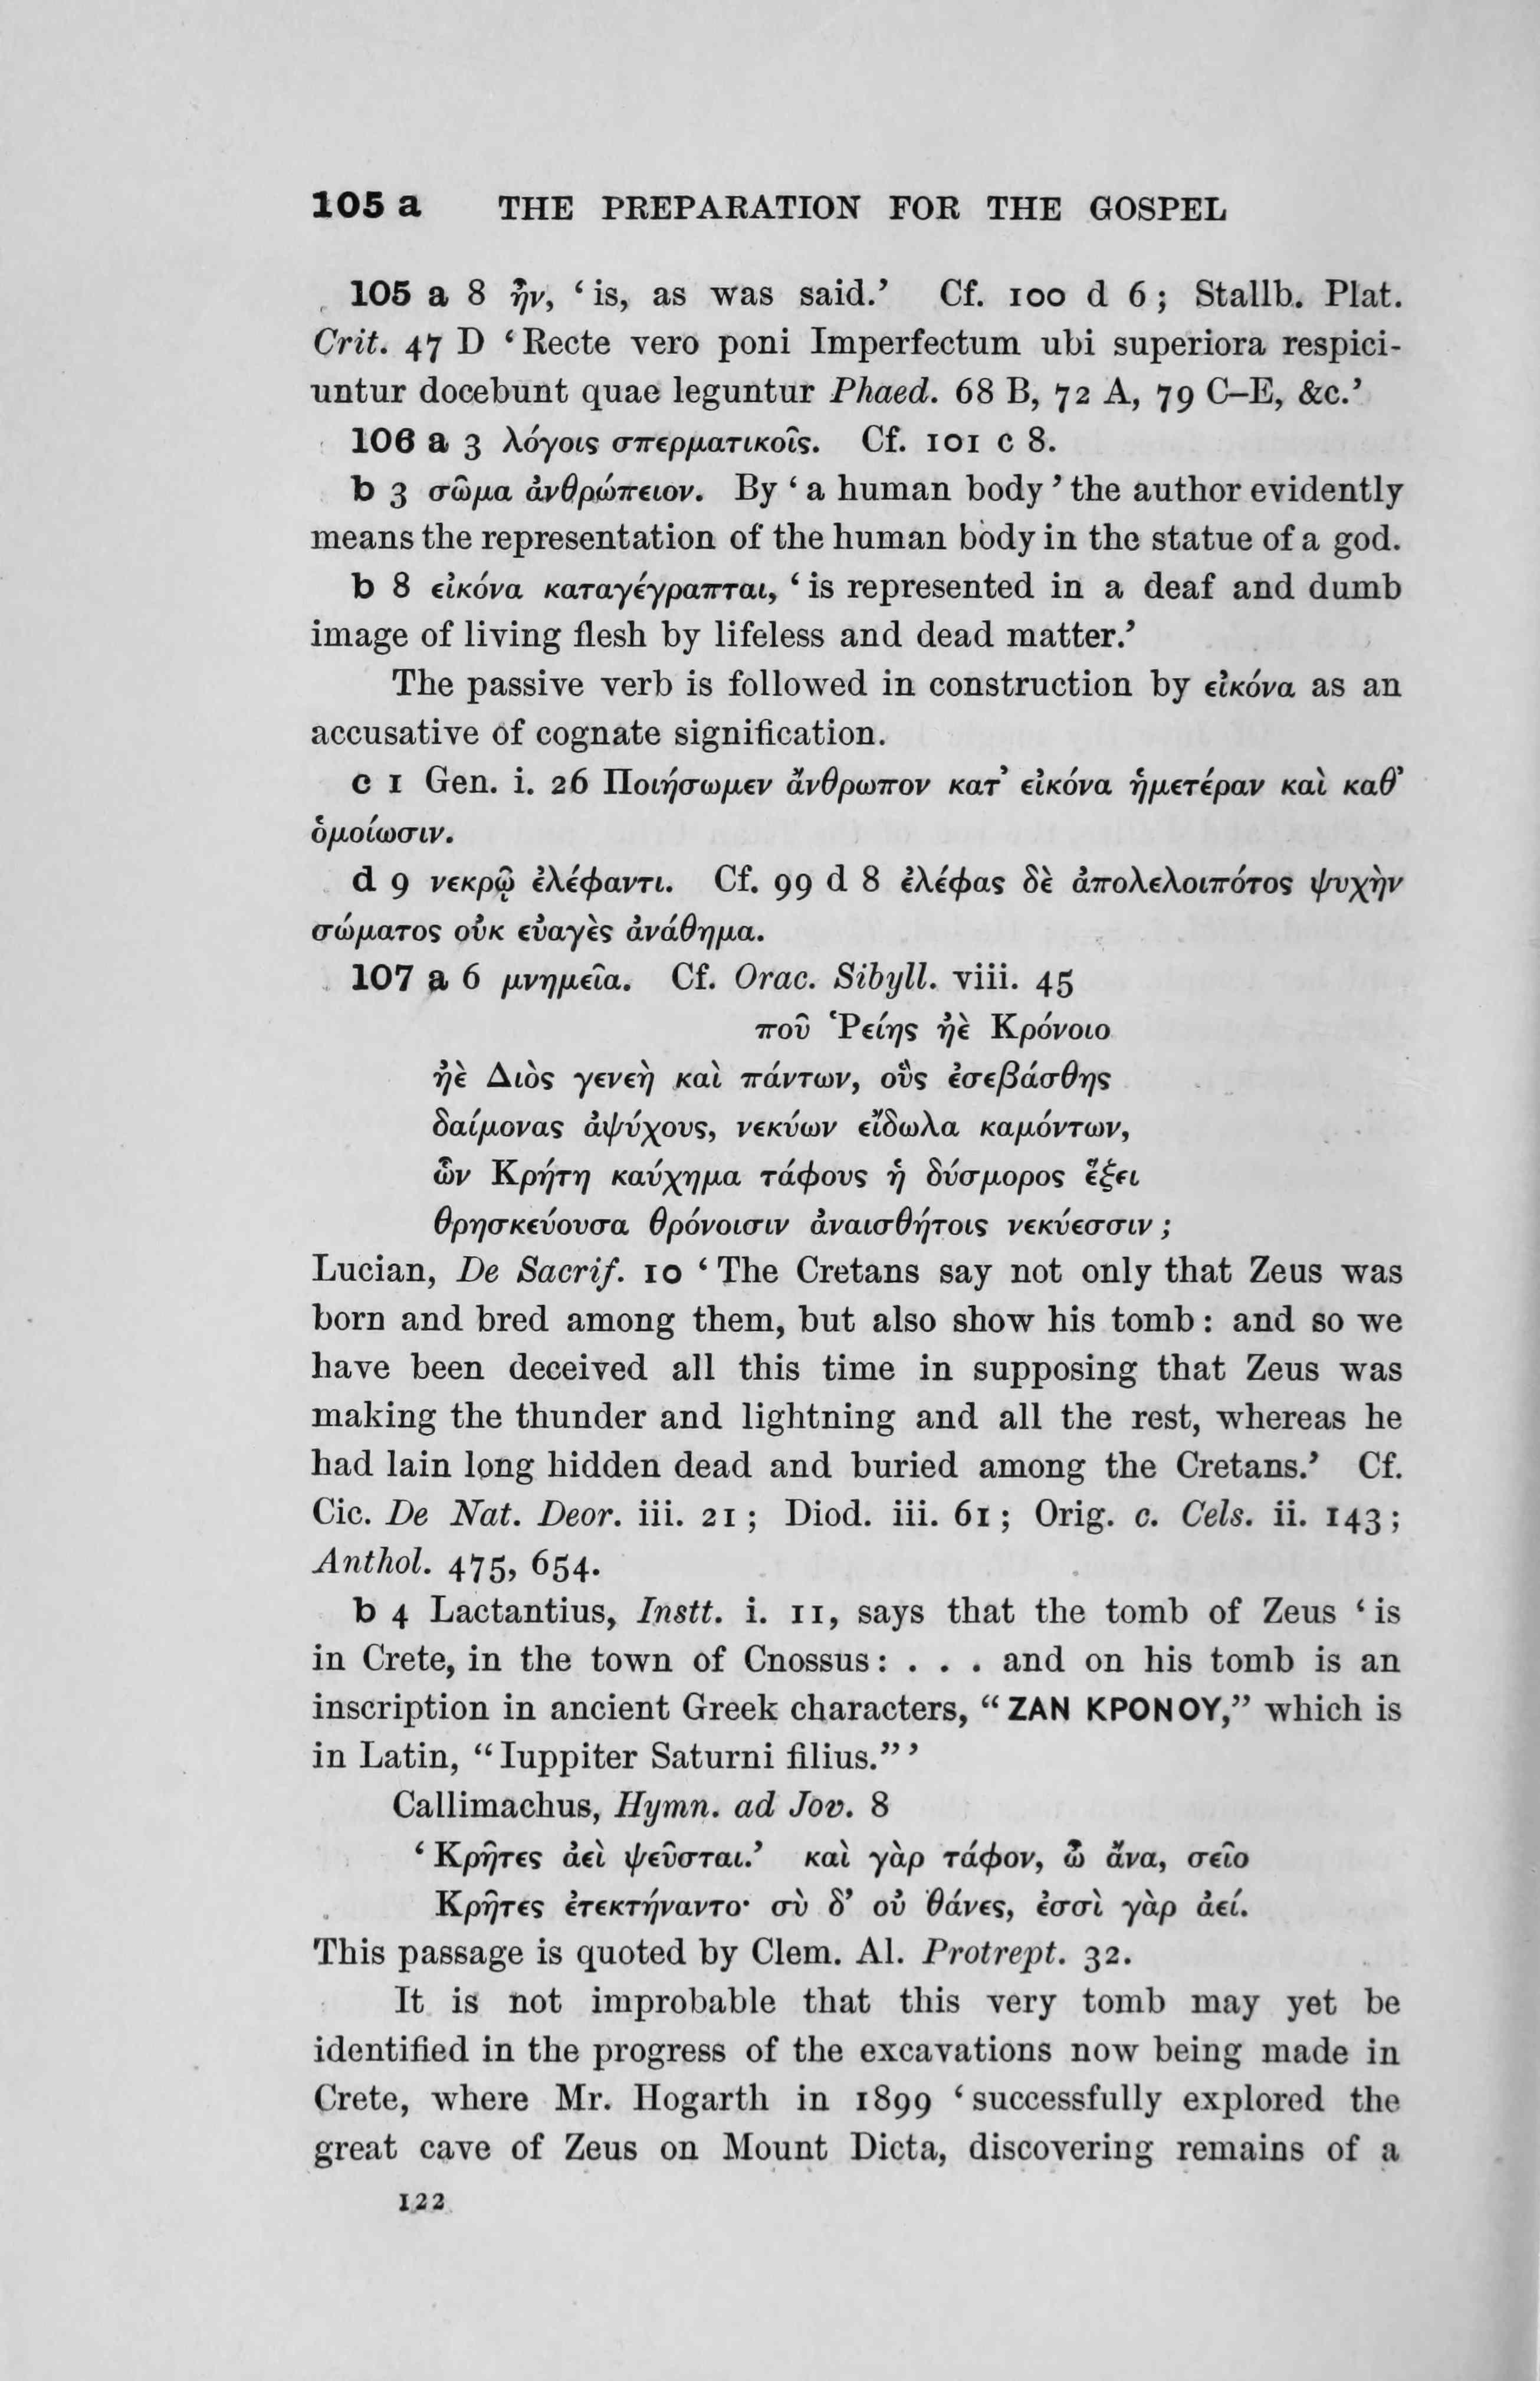 105 a THE PREPARATION FOR THE GOSPEL
105 a 8 ἦν, ‘is, as was said.’ Cf. 100 d 6; Stallb. Plat.
Crit. 47 D ‘Recte vero poni Imperfectum ubi superiora respici-
untur docebunt quae leguntur Phaed. 68 B, 72 A, 79 C–E, &c.’
106 a 3 λόγοις σπερματικοῖς. Cf. 101 c 8.
b 3 σῶμα ἀνθρώπειον. By ‘a human body’ the author evidently
means the representation of the human body in the statue of a god.
b 8 εἰκόνα καταγέγραπται, ‘is represented in a deaf and dumb
image of living flesh by lifeless and dead matter.’
The passive verb is followed in construction by εἰκόνα as an
accusative of cognate signification.
c 1 Gen. i. 26 Ποιήσωμεν ἄνθρωπον κατ’ εἰκόνα ἡμετέραν καὶ καθ’
ὁμοίωσιν.
d 9 νεκρῷ ἐλέφαντι. Cf. 99 d 8 ἐλέφας δὲ ἀπολελοιπότος ψυχὴν
σώματος οὐκ εὐαγὲς ἀνάθημα.
107 a 6 μνημεῖα. Cf. Orac. Sibyll. viii. 45
ποῦ Ῥείης ἠὲ Κρόνοιο
ἠὲ Διὸς γενεὴ καὶ πάντων, οὓς ἐσεβάσθης
δαίμονας ἀψύχους, νεκύων εἴδωλα καμόντων,
ὧν Κρήτη καύχημα τάφους ἡ δύσμορος ἕξει
θρησκεύουσα θρόνοισιν ἀναισθήτοις νεκύεσσιν;
Lucian, De Sacrif. 10 ‘The Cretans say not only that Zeus was
born and bred among them, but also show his tomb: and so we
have been deceived all this time in supposing that Zeus was
making the thunder and lightning and all the rest, whereas he
had lain long hidden dead and buried among the Cretans.’ Cf.
Cic. De Nat. Deor. iii. 21; Diod. iii. 61; Orig. c. Cels. ii. 143;
Anthol. 475, 654.
b 4 Lactantius, Instt. i. 11, says that the tomb of Zeus ‘is
in Crete, in the town of Cnossus: . . . and on his tomb is an
inscription in ancient Greek characters, “ΖΑΝ ΚΡΟΝΟΥ,” which is
in Latin, “Iuppiter Saturni filius.”’
Callimachus, Hymn. ad Jov. 8
‘Κρῆτες ἀεὶ ψεῦσται.’ καὶ γὰρ τάφον, ὦ ἄνα, σεῖο
Κρῆτες ἐτεκτήναντο· σὺ δ’ οὐ θάνες, ἐσσὶ γὰρ ἀεί.
This passage is quoted by Clem. Al. Protrept. 32.
It is not improbable that this very tomb may yet be
identified in the progress of the excavations now being made in
Crete, where Mr. Hogarth in 1899 ‘successfully explored the
great cave of Zeus on Mount Dicta, discovering remains of a
122